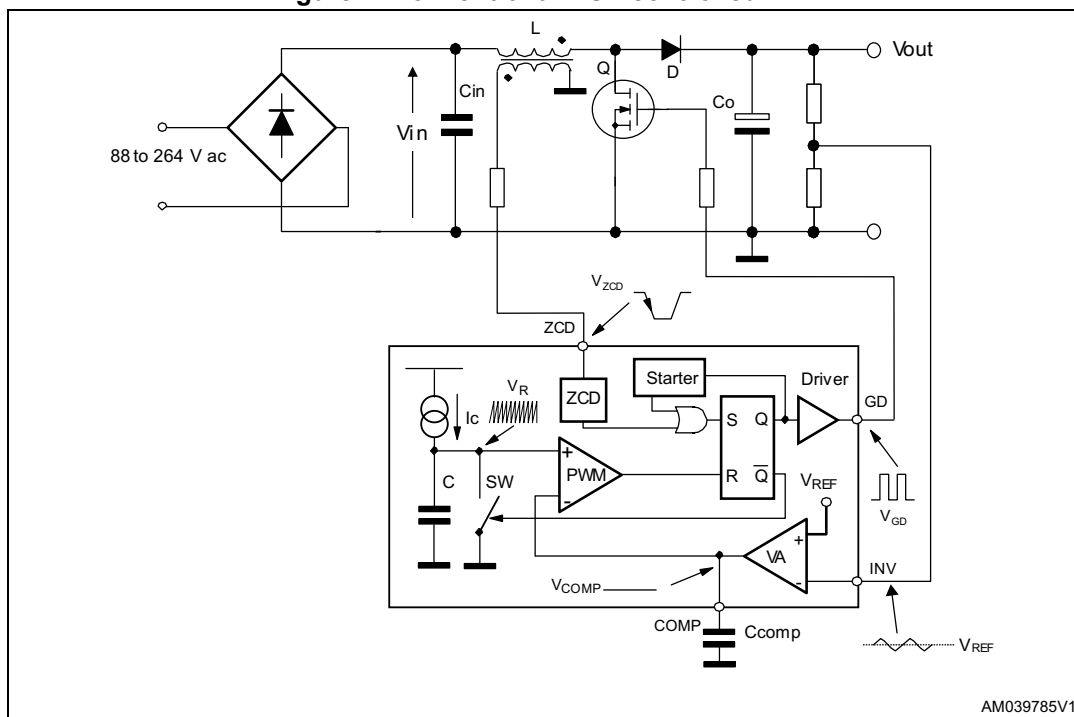 L
Vout
Q
D
Cin
Co
Vin
88 to 264 V ac
VZCD
ZCD
Starter
Driver
VR
ZCD
GD
Ic
S Q
PWM
R Q̅
C
SW
VREF
VGD
VA
INV
VCOMP
COMP
Ccomp
VREF
+
-
+
-
AM039785V1